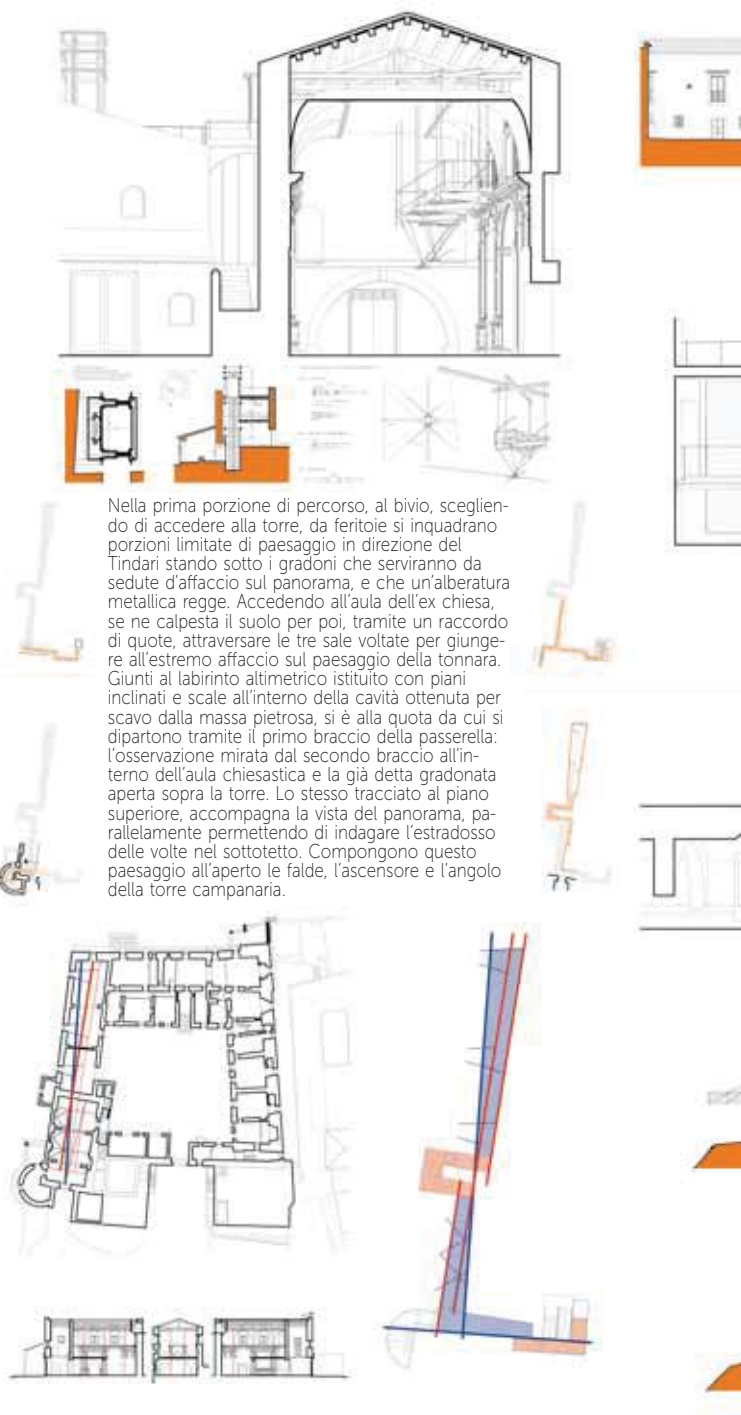 Nella prima porzione di percorso, al bivio, sceglien-
do di accedere alla torre, da feritoie si inquadrano
porzioni limitate di paesaggio in direzione del
Tindari stando sotto i gradoni che serviranno da
sedute d’affaccio sul panorama, e che un’alberatura
metallica regge. Accedendo all’aula dell’ex chiesa,
se ne calpesta il suolo per poi, tramite un raccordo
di quote, attraversare le tre sale voltate per giunge-
re all’estremo affaccio sul paesaggio della tonnara.
Giunti al labirinto altimetrico istituito con piani
inclinati e scale all’interno della cavità ottenuta per
scavo dalla massa pietrosa, si è alla quota da cui si
dipartono tramite il primo braccio della passerella:
l’osservazione mirata dal secondo braccio all’in-
terno dell’aula chiesastica e la già detta gradonata
aperta sopra la torre. Lo stesso tracciato al piano
superiore, accompagna la vista del panorama, pa-
rallelamente permettendo di indagare l’estradosso
delle volte nel sottotetto. Compongono questo
paesaggio all’aperto le falde, l’ascensore e l’angolo
della torre campanaria.